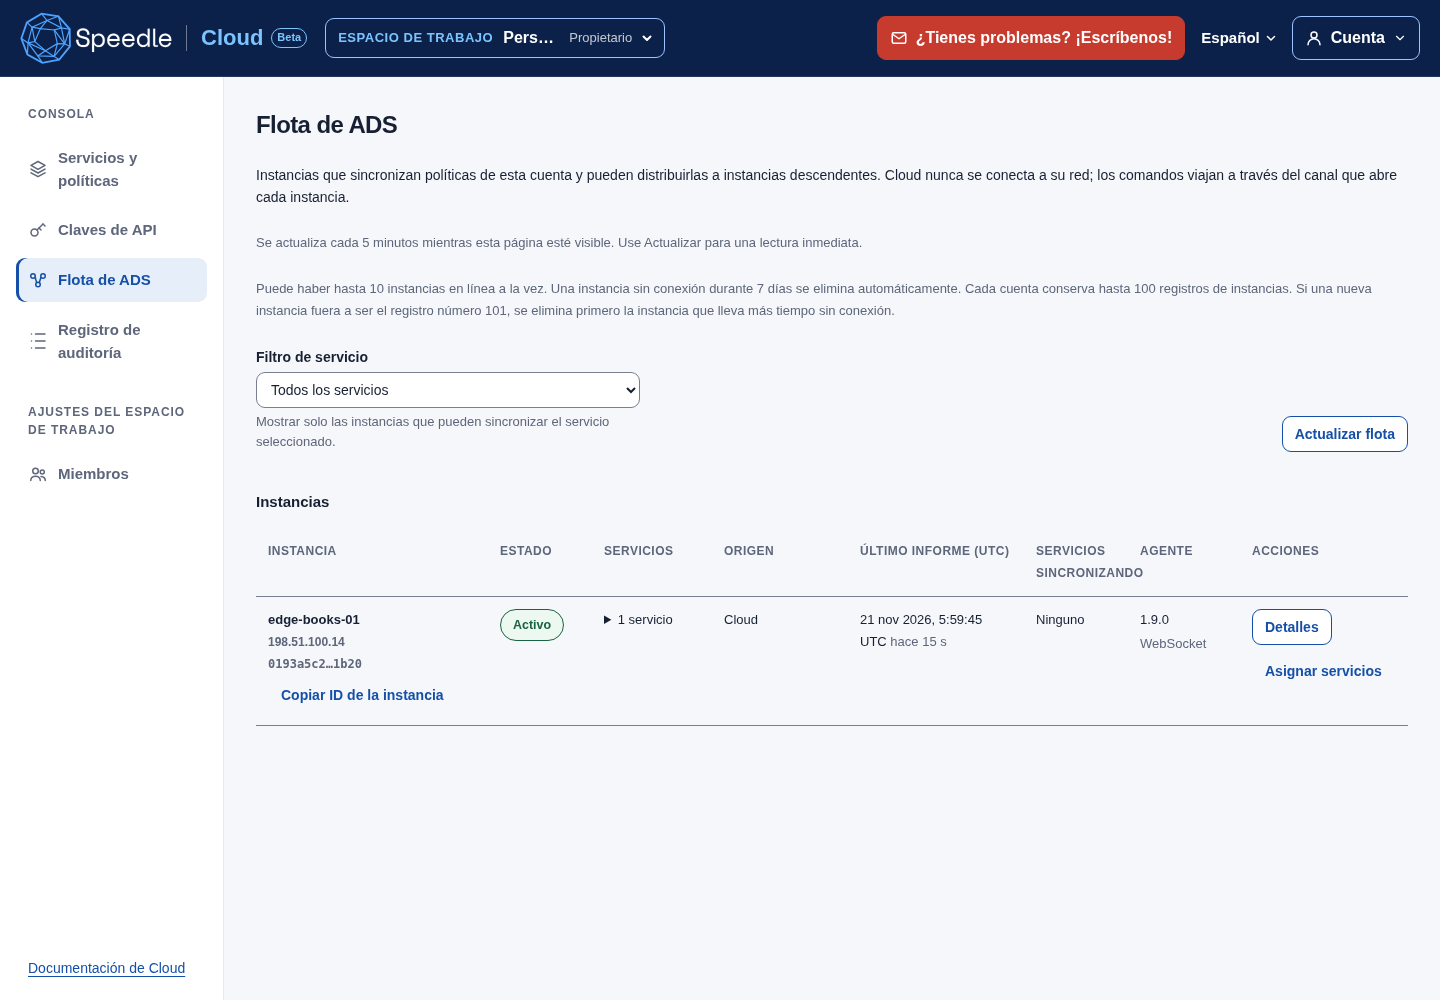 Speedle
Cloud Beta
ESPACIO DE TRABAJO Pers… Propietario
¿Tienes problemas? ¡Escríbenos!
Español
Cuenta
CONSOLA
Servicios y
políticas
Claves de API
Flota de ADS
Registro de
auditoría
AJUSTES DEL ESPACIO
DE TRABAJO
Miembros
Documentación de Cloud
Flota de ADS
Instancias que sincronizan políticas de esta cuenta y pueden distribuirlas a instancias descendentes. Cloud nunca se conecta a su red; los comandos viajan a través del canal que abre
cada instancia.
Se actualiza cada 5 minutos mientras esta página esté visible. Use Actualizar para una lectura inmediata.
Puede haber hasta 10 instancias en línea a la vez. Una instancia sin conexión durante 7 días se elimina automáticamente. Cada cuenta conserva hasta 100 registros de instancias. Si una nueva
instancia fuera a ser el registro número 101, se elimina primero la instancia que lleva más tiempo sin conexión.
Filtro de servicio
Todos los servicios
Mostrar solo las instancias que pueden sincronizar el servicio
seleccionado.
Actualizar flota
Instancias
INSTANCIA ESTADO SERVICIOS ORIGEN ÚLTIMO INFORME (UTC) SERVICIOS AGENTE ACCIONES
SINCRONIZANDO
edge-books-01 Activo 1 servicio Cloud 21 nov 2026, 5:59:45 Ninguno 1.9.0 Detalles
198.51.100.14 UTC hace 15 s WebSocket
0193a5c2…1b20 Asignar servicios
Copiar ID de la instancia